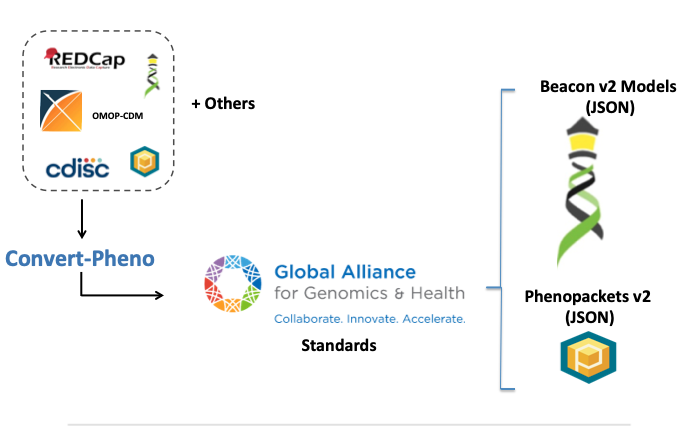 REDCap
Research Electronic Data Capture
OMOP-CDM
cdisc
+ Others
Convert-Pheno
Global Alliance
for Genomics & Health
Collaborate. Innovate. Accelerate.
Standards
Beacon v2 Models
(JSON)
Phenopackets v2
(JSON)